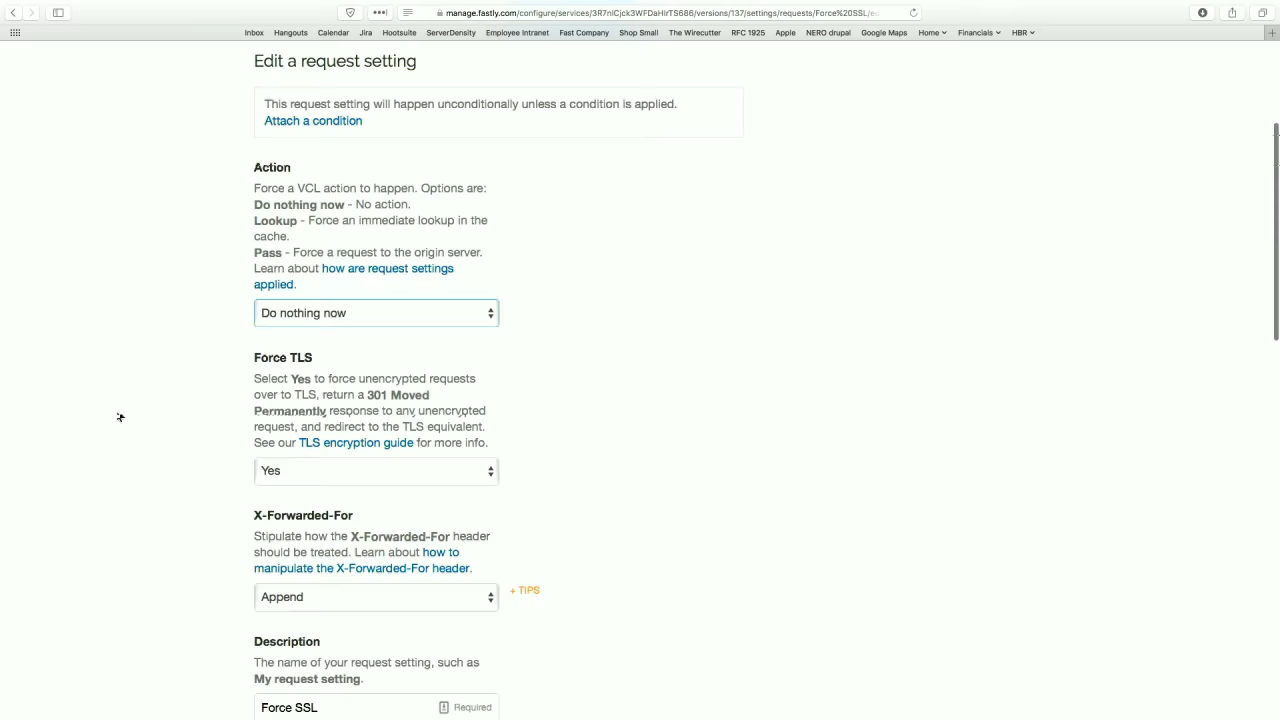 manage.fastly.com/configure/services/3R7nICjck3WFDaHirTS686/versions/137/settings/requests/Force%20SSL/
Inbox Hangouts Calendar Jira Hootsuite ServerDensity Employee Intranet Fast Company Shop Small The Wirecutter RFC 1925 Apple NERO drupal Google Maps Home Financials HBR
Edit a request setting
This request setting will happen unconditionally unless a condition is applied.
Attach a condition
Action
Force a VCL action to happen. Options are:
Do nothing now - No action.
Lookup - Force an immediate lookup in the
cache.
Pass - Force a request to the origin server.
Learn about how are request settings
applied.
Do nothing now
Force TLS
Select Yes to force unencrypted requests
over to TLS, return a 301 Moved
Permanently response to any unencrypted
request, and redirect to the TLS equivalent.
See our TLS encryption guide for more info.
Yes
X-Forwarded-For
Stipulate how the X-Forwarded-For header
should be treated. Learn about how to
manipulate the X-Forwarded-For header.
Append
+ TIPS
Description
The name of your request setting, such as
My request setting.
Force SSL Required